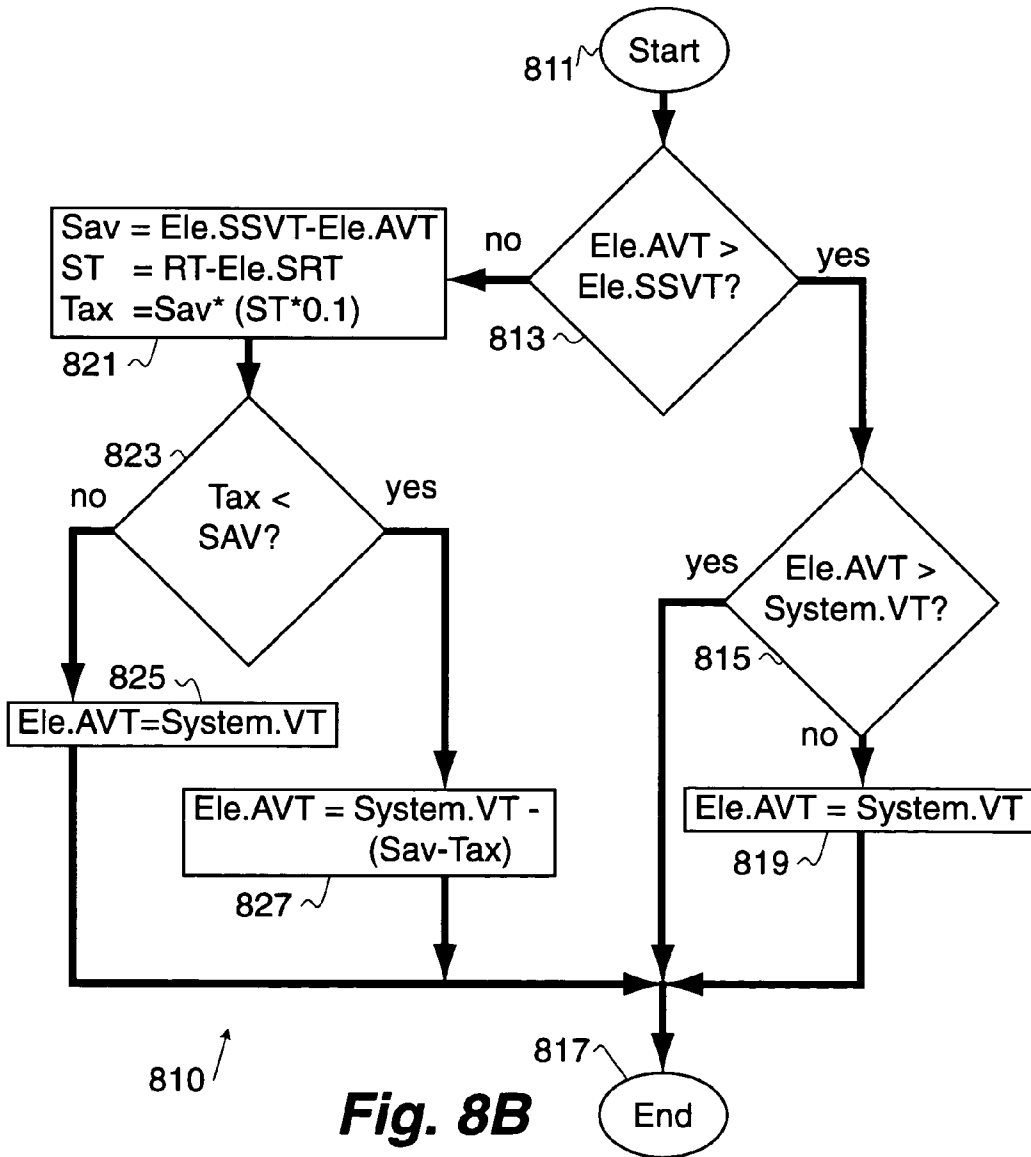 Start
811
Ele.AVT >
Ele.SSVT?
813
no
yes
Sav = Ele.SSVT-Ele.AVT
ST = RT-Ele.SRT
Tax =Sav* (ST*0.1)
821
823
Tax <
SAV?
no
yes
Ele.AVT >
System.VT?
815
yes
no
825
Ele.AVT=System.VT
Ele.AVT = System.VT -
(Sav-Tax)
827
Ele.AVT = System.VT
819
817
End
810
Fig. 8B